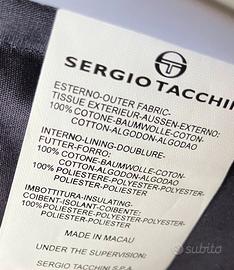 SERGIO TACCHIN
ESTERNO-OUTER FABRIC-
TISSUE EXTERIEUR-AUSSEN-EXTERNO:
100% COTONE-BAUMWOLLE-COTON-
COTTON-ALGODON-ALGODAO
INTERNO-LINING-DOUBLURE-
FUTTER-FORRO:
100% COTONE-BAUMWOLLE-COTON-
COTTON-ALGODON-ALGODAO
100% POLIESTERE-POLYESTER-POLYESTER-
POLIESTER-POLIESTER
IMBOTTITURA-INSULATING-
COIBENT-ISOLANT-COIBENTE:
100% POLIESTERE-POLYESTER-POLYESTER-
POLIESTER-POLIESTER
MADE IN MACAU
UNDER THE SUPERVISION:
SERGIO TACCHINI S.P.A.
subito